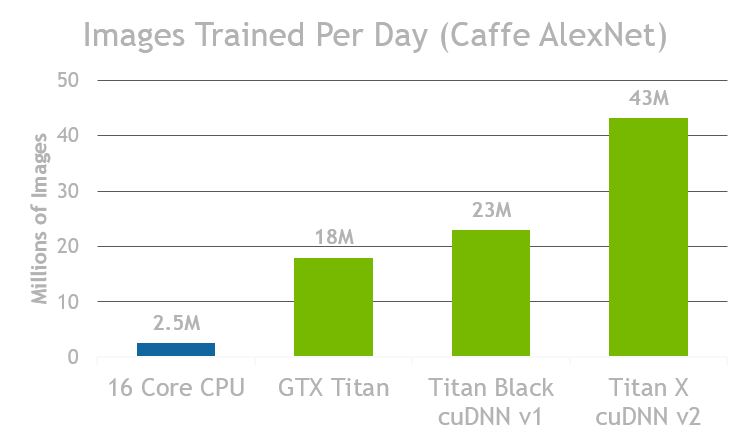 Images Trained Per Day (Caffe AlexNet)
Millions of Images
50
40
30
20
10
0
2.5M
18M
23M
43M
16 Core CPU
GTX Titan
Titan Black
cuDNN v1
Titan X
cuDNN v2